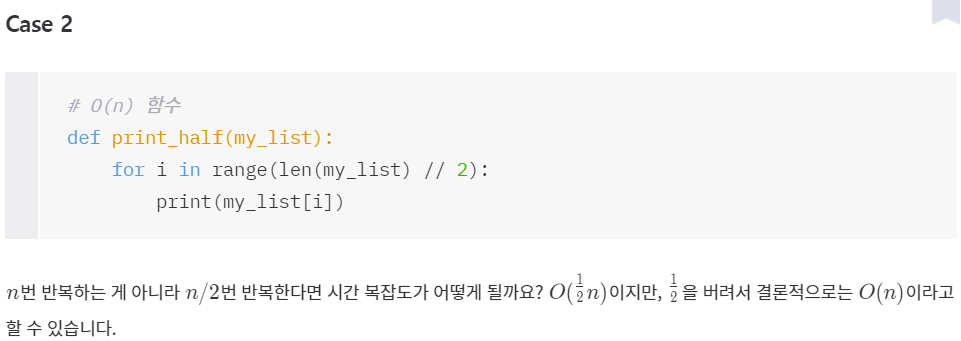 Case 2
# O(n) 함수
def print_half(my_list):
    for i in range(len(my_list) // 2):
        print(my_list[i])
n번 반복하는 게 아니라 n/2번 반복한다면 시간 복잡도가 어떻게 될까요? O(½n)이지만, ½을 버려서 결론적으로는 O(n)이라고
할 수 있습니다.